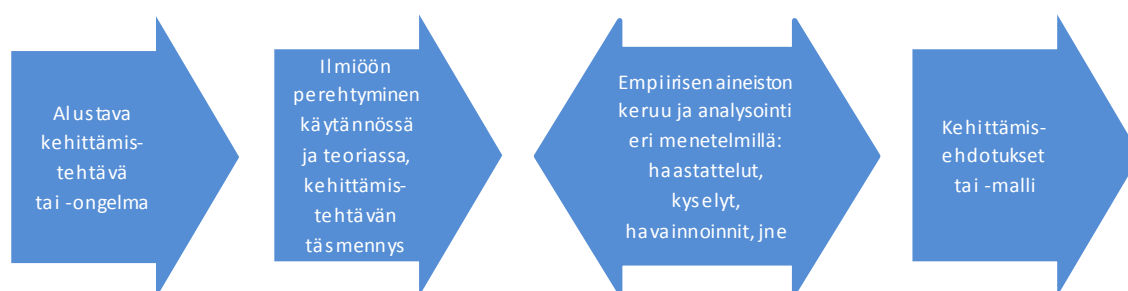 Alustava
kehittämis-
tehtävä
tai -ongelma
Ilmiöön
perehtyminen
käytännössä
ja teoriassa,
kehittämis-
tehtävän
täsmennys
Empiirisen aineiston
keruu ja analysointi
eri menetelmillä:
haastattelut,
kyselyt,
havainnoinnit, jne
Kehittämis-
ehdotukset
tai -malli